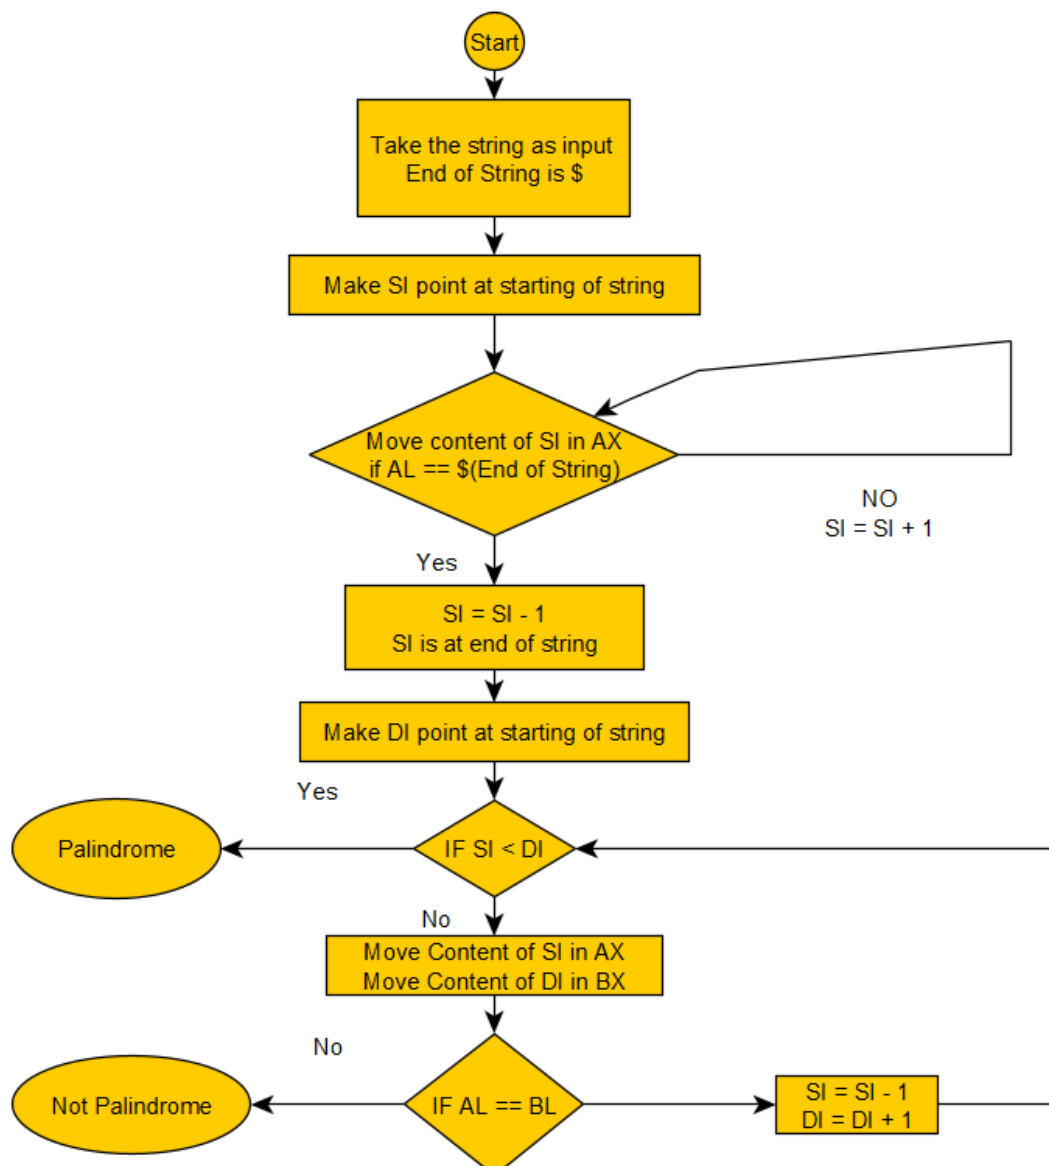 Start
Take the string as input
End of String is $
Make SI point at starting of string
Move content of SI in AX
if AL == $(End of String)
NO
SI = SI + 1
Yes
SI = SI - 1
SI is at end of string
Make DI point at starting of string
Yes
Palindrome
IF SI < DI
No
Move Content of SI in AX
Move Content of DI in BX
No
Not Palindrome
IF AL == BL
SI = SI - 1
DI = DI + 1